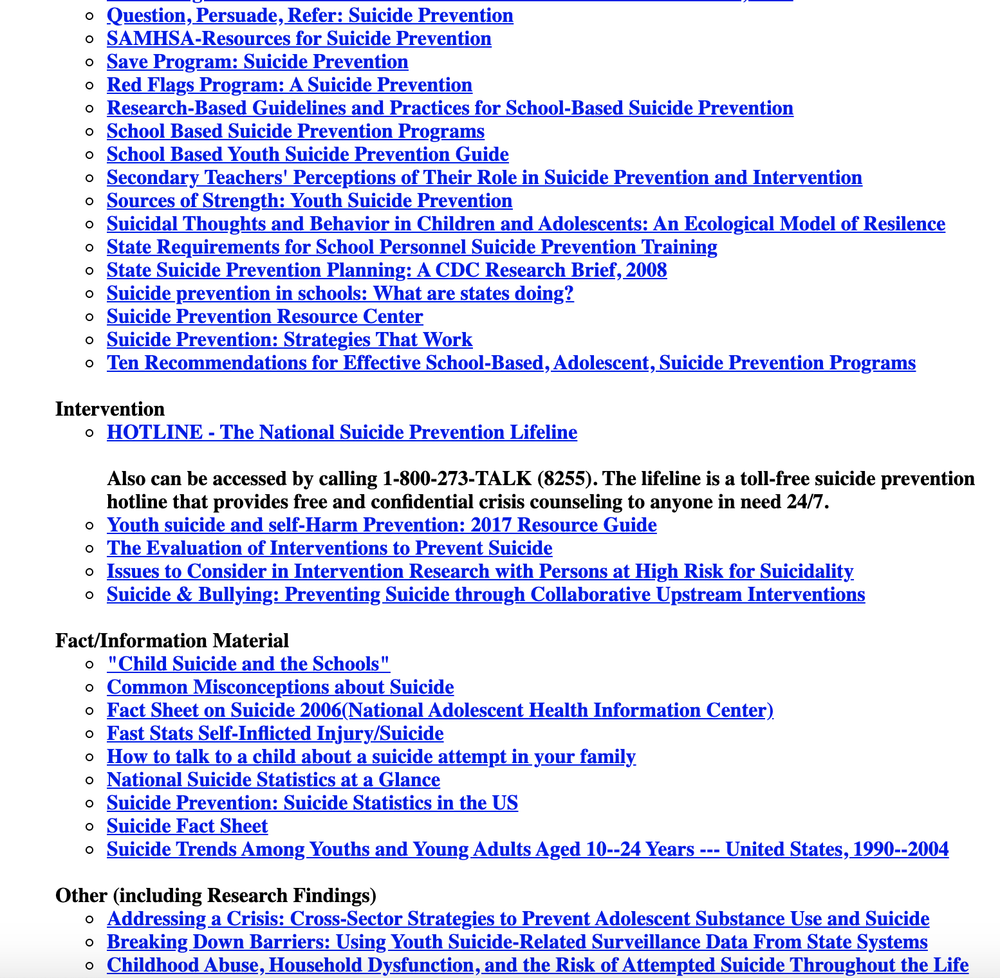 Question, Persuade, Refer: Suicide Prevention
SAMHSA-Resources for Suicide Prevention
Save Program: Suicide Prevention
Red Flags Program: A Suicide Prevention
Research-Based Guidelines and Practices for School-Based Suicide Prevention
School Based Suicide Prevention Programs
School Based Youth Suicide Prevention Guide
Secondary Teachers' Perceptions of Their Role in Suicide Prevention and Intervention
Sources of Strength: Youth Suicide Prevention
Suicidal Thoughts and Behavior in Children and Adolescents: An Ecological Model of Resilence
State Requirements for School Personnel Suicide Prevention Training
State Suicide Prevention Planning: A CDC Research Brief, 2008
Suicide prevention in schools: What are states doing?
Suicide Prevention Resource Center
Suicide Prevention: Strategies That Work
Ten Recommendations for Effective School-Based, Adolescent, Suicide Prevention Programs
Intervention
HOTLINE - The National Suicide Prevention Lifeline
Also can be accessed by calling 1-800-273-TALK (8255). The lifeline is a toll-free suicide prevention
hotline that provides free and confidential crisis counseling to anyone in need 24/7.
Youth suicide and self-Harm Prevention: 2017 Resource Guide
The Evaluation of Interventions to Prevent Suicide
Issues to Consider in Intervention Research with Persons at High Risk for Suicidality
Suicide & Bullying: Preventing Suicide through Collaborative Upstream Interventions
Fact/Information Material
"Child Suicide and the Schools"
Common Misconceptions about Suicide
Fact Sheet on Suicide 2006(National Adolescent Health Information Center)
Fast Stats Self-Inflicted Injury/Suicide
How to talk to a child about a suicide attempt in your family
National Suicide Statistics at a Glance
Suicide Prevention: Suicide Statistics in the US
Suicide Fact Sheet
Suicide Trends Among Youths and Young Adults Aged 10--24 Years --- United States, 1990--2004
Other (including Research Findings)
Addressing a Crisis: Cross-Sector Strategies to Prevent Adolescent Substance Use and Suicide
Breaking Down Barriers: Using Youth Suicide-Related Surveillance Data From State Systems
Childhood Abuse, Household Dysfunction, and the Risk of Attempted Suicide Throughout the Life